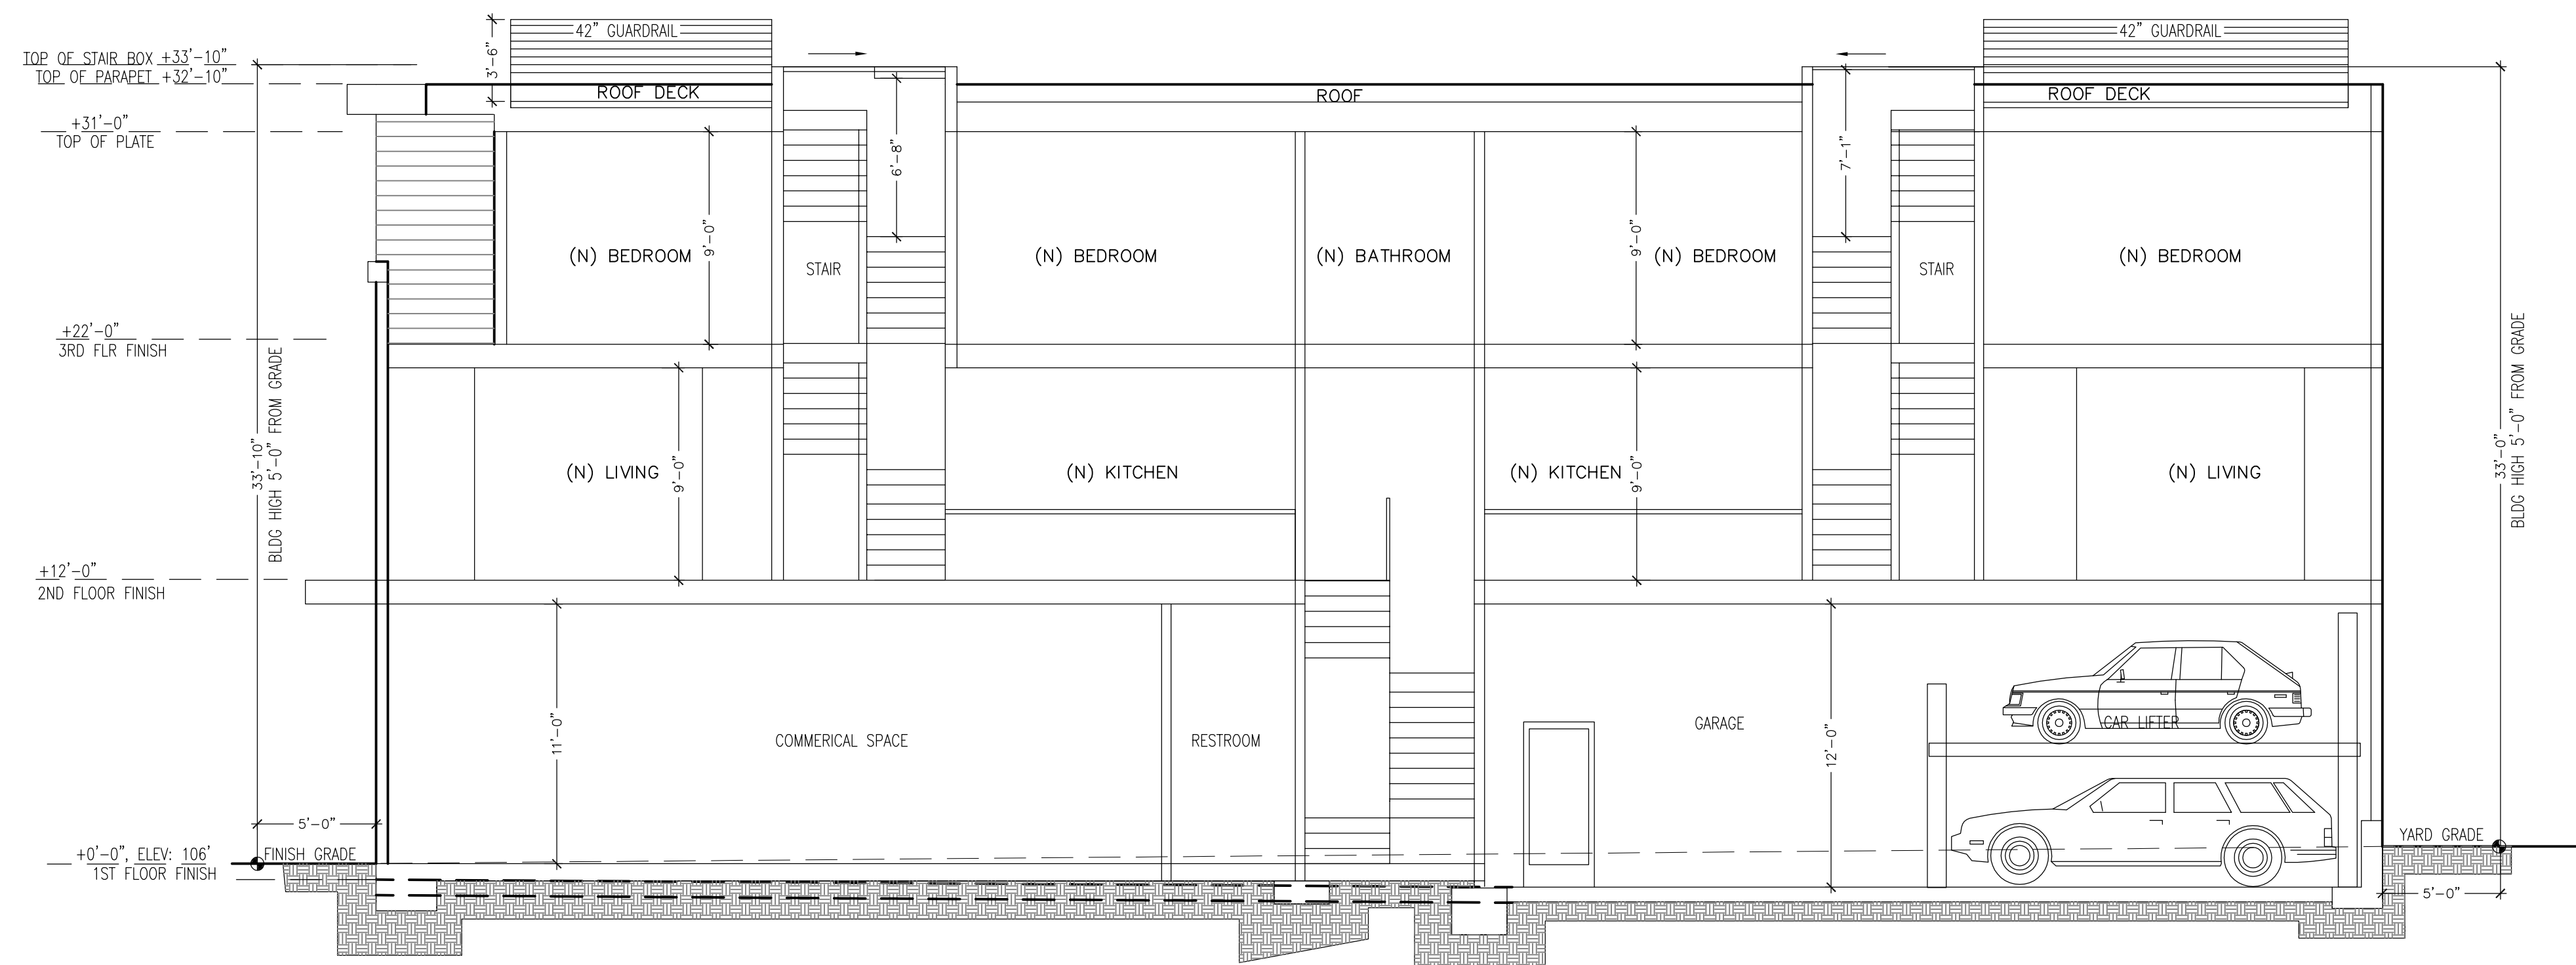 42" GUARDRAIL
42" GUARDRAIL
3'-6"
TOP OF STAIR BOX +33'-10"
TOP OF PARAPET +32'-10"
ROOF DECK
ROOF
ROOF DECK
+31'-0"
TOP OF PLATE
6'-8"
7'-1"
(N) BEDROOM
9'-0"
STAIR
(N) BEDROOM
(N) BATHROOM
9'-0"
(N) BEDROOM
STAIR
(N) BEDROOM
+22'-0"
3RD FLR FINISH
33'-10"
BLDG HIGH 5'-0" FROM GRADE
33'-0"
BLDG HIGH 5'-0" FROM GRADE
(N) LIVING
9'-0"
(N) KITCHEN
(N) KITCHEN
9'-0"
(N) LIVING
+12'-0"
2ND FLOOR FINISH
11'-0"
COMMERICAL SPACE
RESTROOM
GARAGE
12'-0"
CAR LIFTER
5'-0"
YARD GRADE
+0'-0", ELEV: 106'
FINISH GRADE
1ST FLOOR FINISH
5'-0"